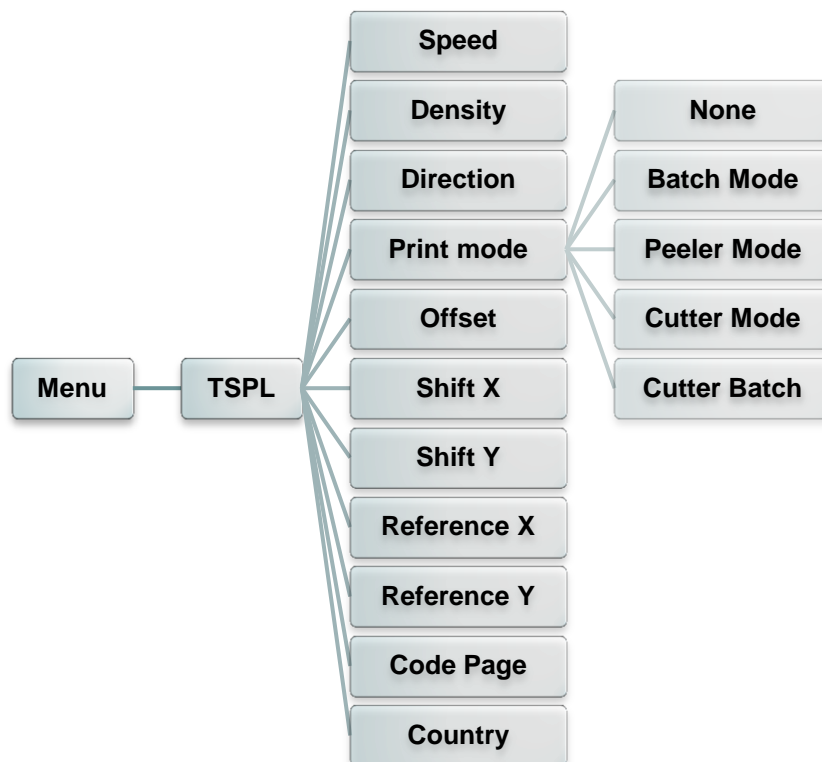 Menu
TSPL
Speed
Density
Direction
Print mode
Offset
Shift X
Shift Y
Reference X
Reference Y
Code Page
Country
None
Batch Mode
Peeler Mode
Cutter Mode
Cutter Batch